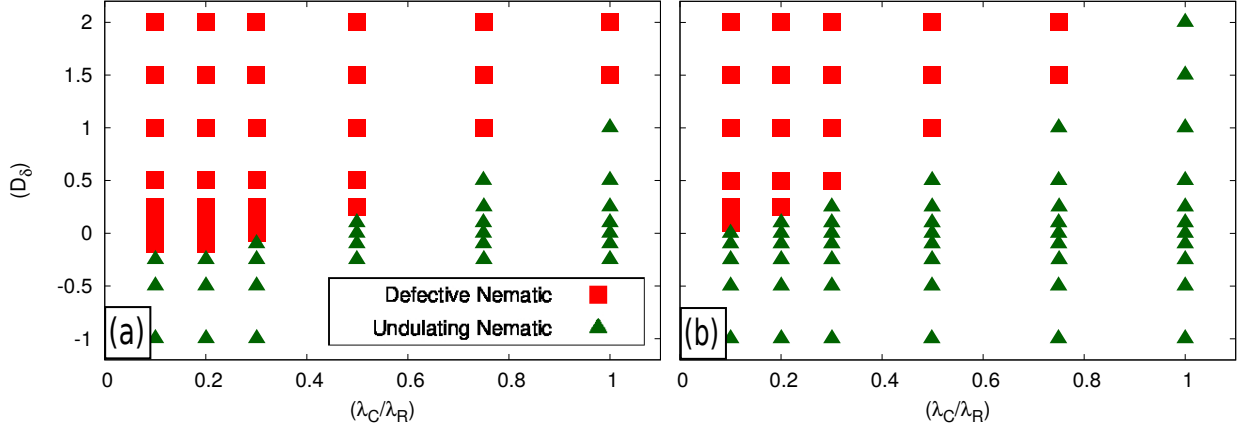 2
1.5
1
0.5
0
-0.5
-1
(D_δ)
(a)
Defective Nematic
Undulating Nematic
0 0.2 0.4 0.6 0.8 1
(λ_C/λ_R)
(b)
0 0.2 0.4 0.6 0.8 1
(λ_C/λ_R)